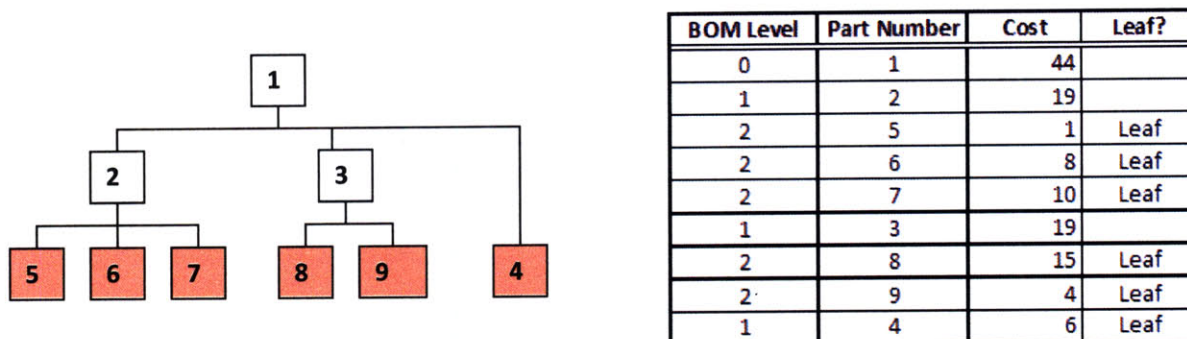 1
2 3
5 6 7 8 9 4
BOM Level Part Number Cost Leaf?
0 1 44
1 2 19
2 5 1 Leaf
2 6 8 Leaf
2 7 10 Leaf
1 3 19
2 8 15 Leaf
2 9 4 Leaf
1 4 6 Leaf